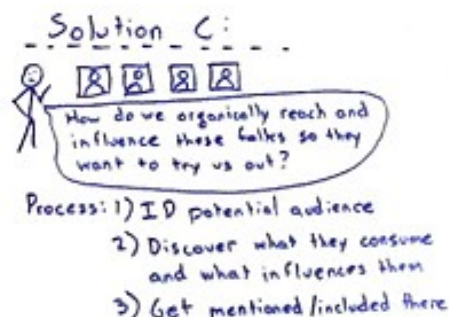 Solution C:
How do we organically reach and
influence these folks so they
want to try us out?
Process: 1) ID potential audience
2) Discover what they consume
and what influences them
3) Get mentioned/included there